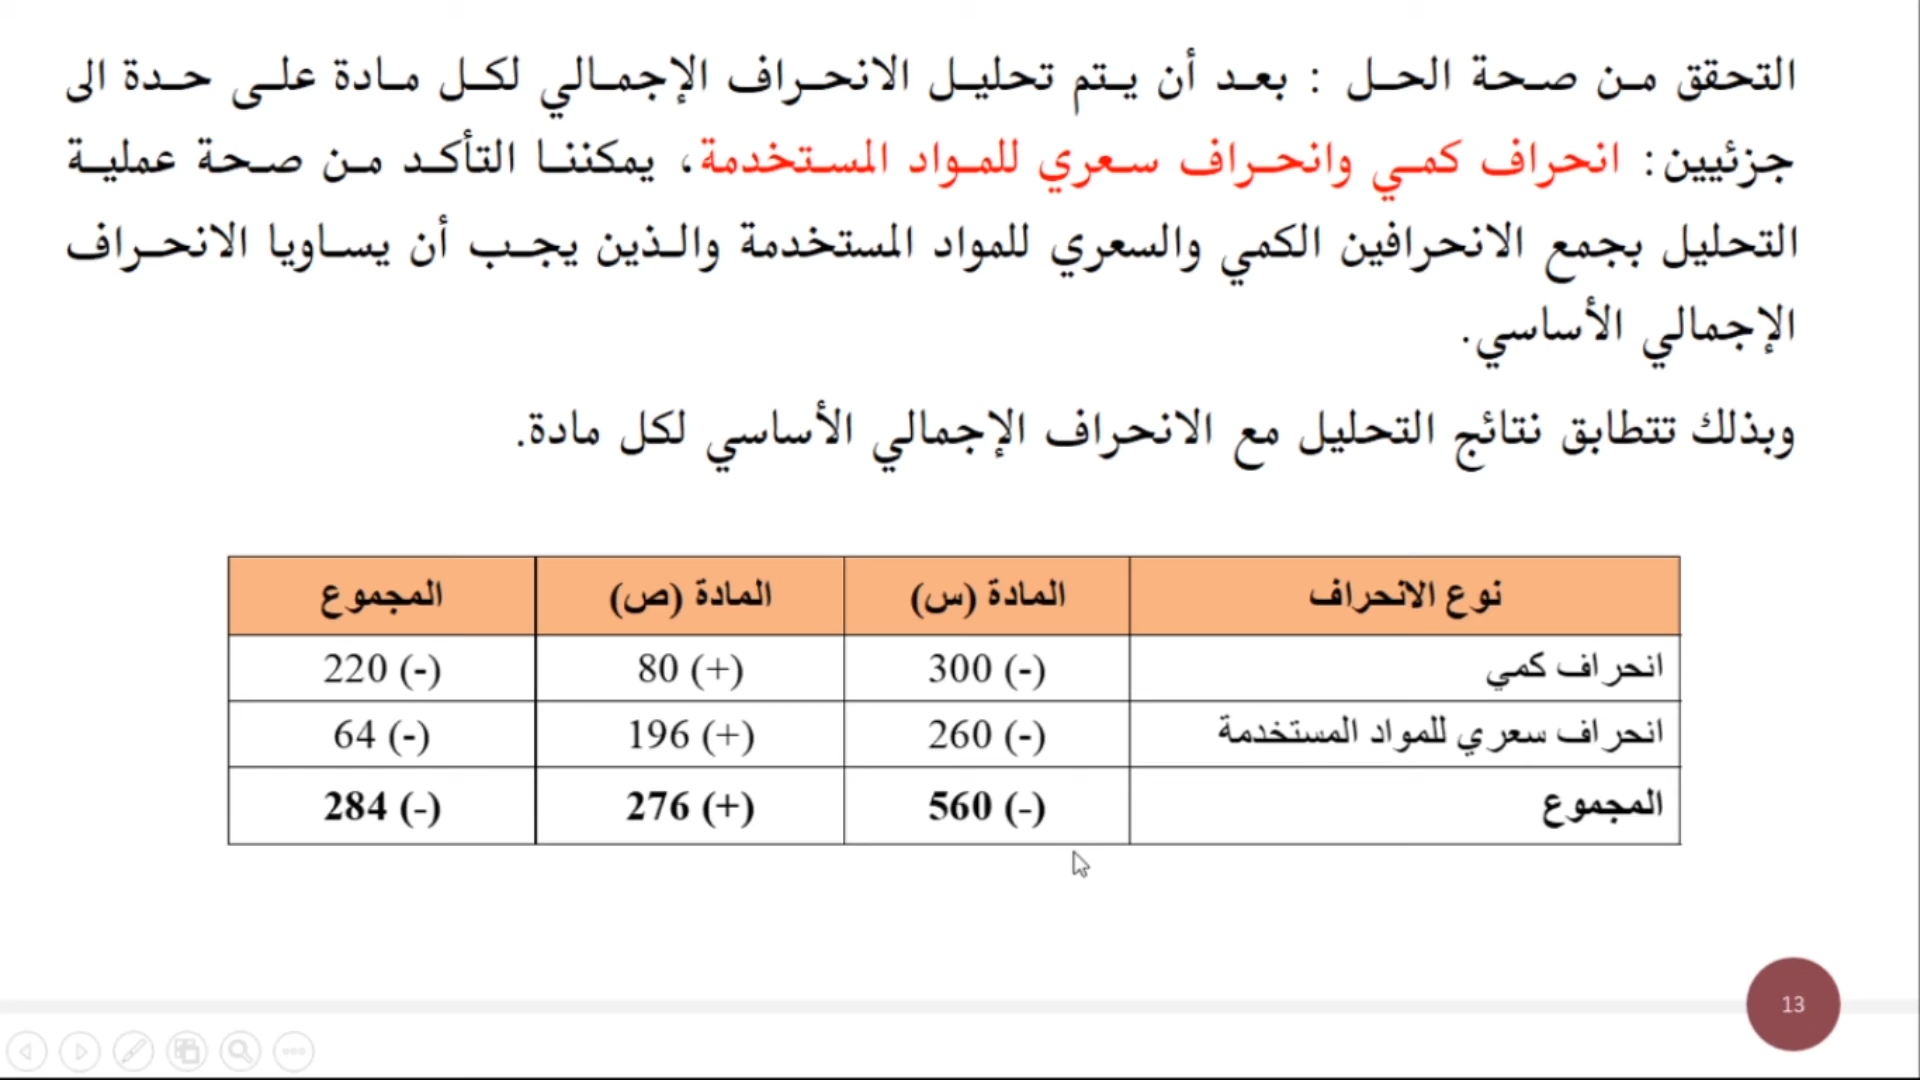 التحقق من صحة الحل : بعد أن يتم تحليل الانحراف الإجمالي لكل مادة على حدة الى
جزئيين: انحراف كمي وانحراف سعري للمواد المستخدمة، يمكننا التأكد من صحة عملية
التحليل بجمع الانحرافين الكمي والسعري للمواد المستخدمة والذين يجب أن يساويا الانحراف
الإجمالي الأساسي.
وبذلك تتطابق نتائج التحليل مع الانحراف الإجمالي الأساسي لكل مادة.
نوع الانحراف المادة (س) المادة (ص) المجموع
انحراف كمي 300 (-) 80 (+) 220 (-)
انحراف سعري للمواد المستخدمة 260 (-) 196 (+) 64 (-)
المجموع 560 (-) 276 (+) 284 (-)
13